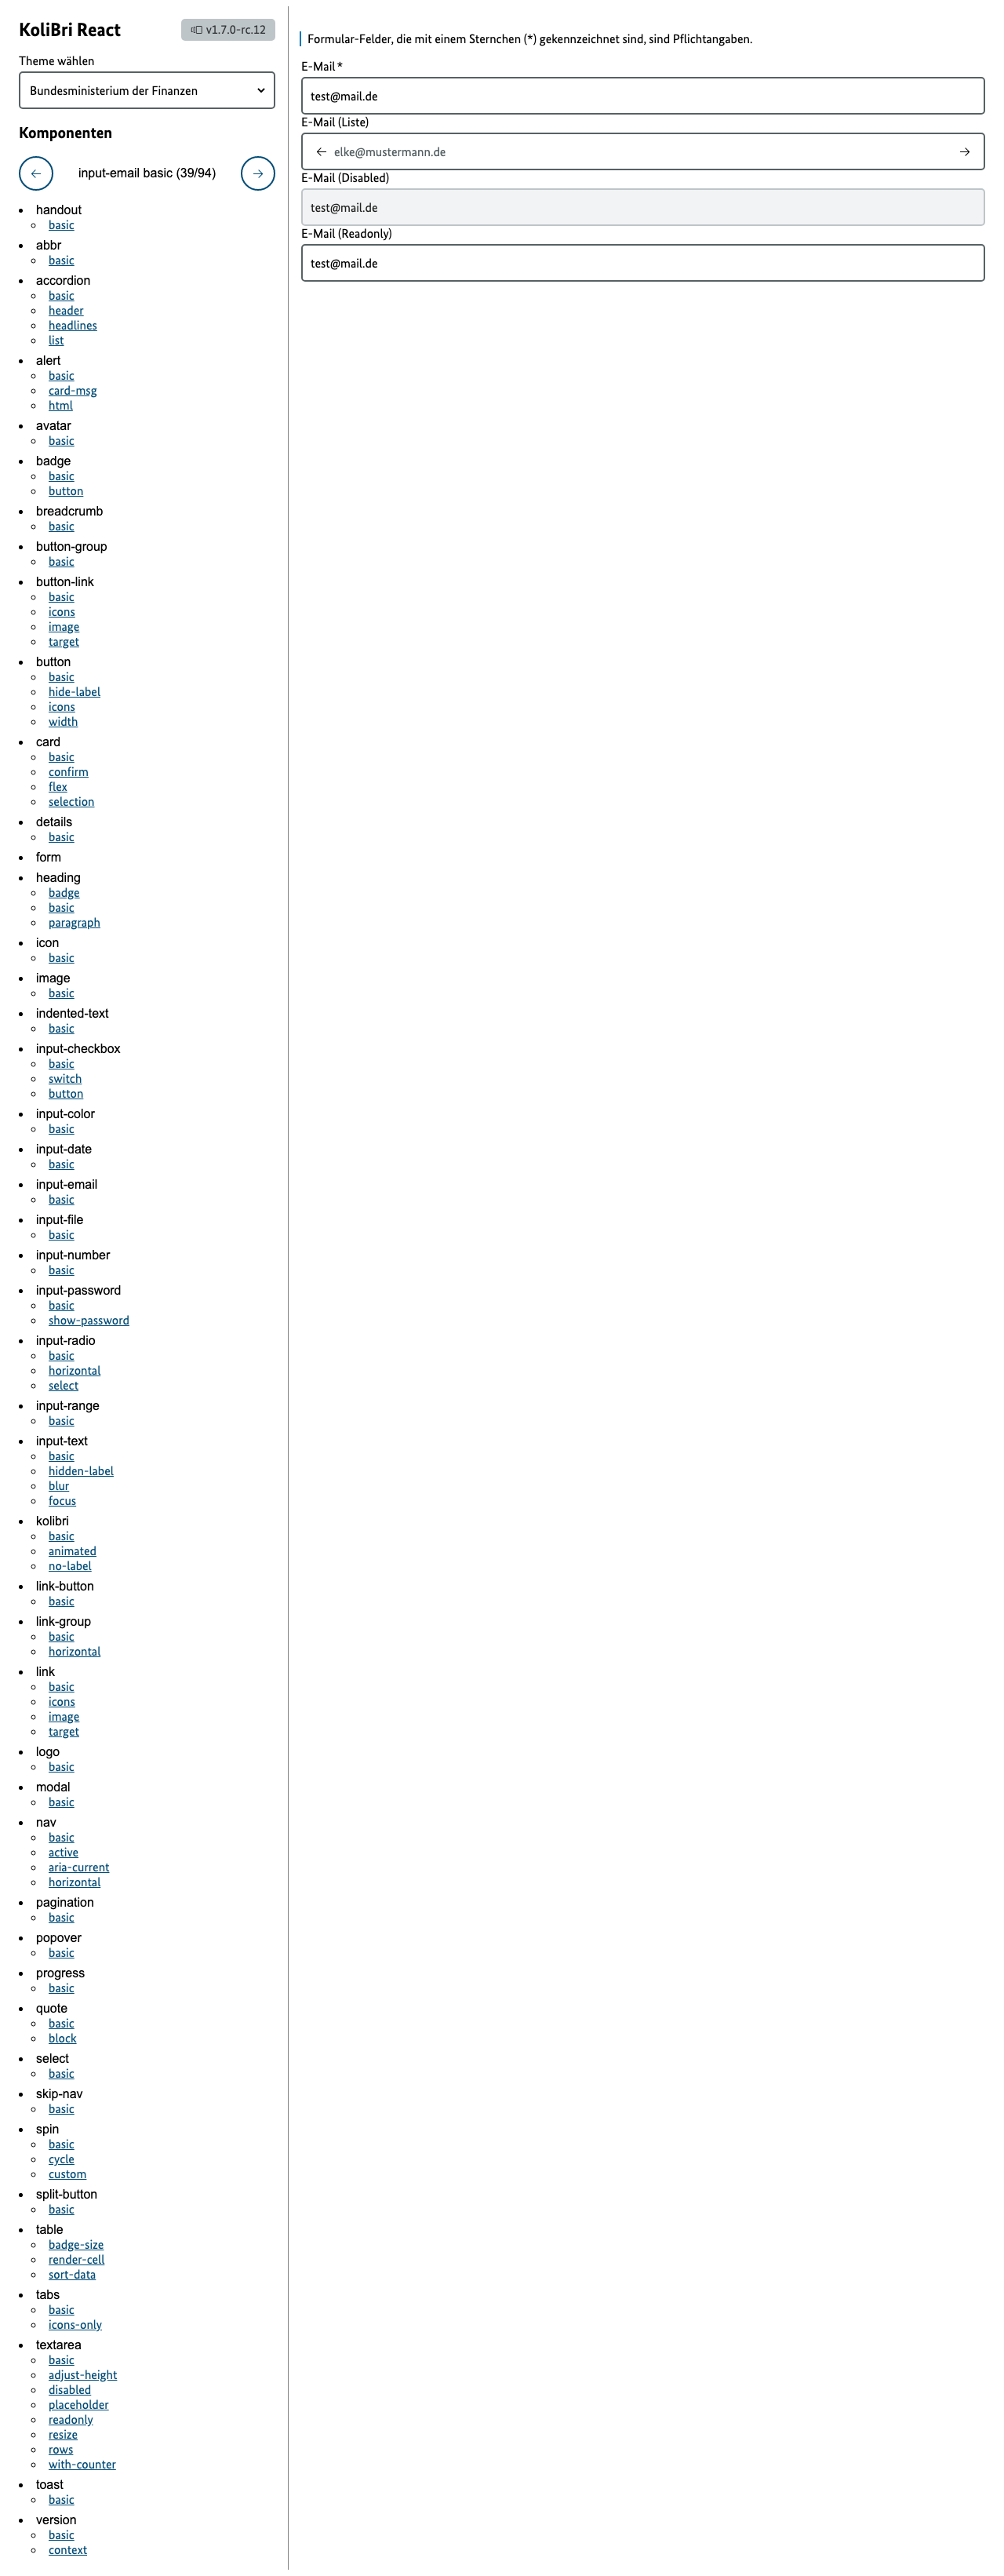 KoliBri React
v1.7.0-rc.12
Theme wählen
Bundesministerium der Finanzen
Komponenten
input-email basic (39/94)
handout
basic
abbr
basic
accordion
basic
header
headlines
list
alert
basic
card-msg
html
avatar
basic
badge
basic
button
breadcrumb
basic
button-group
basic
button-link
basic
icons
image
target
button
basic
hide-label
icons
width
card
basic
confirm
flex
selection
details
basic
form
heading
badge
basic
paragraph
icon
basic
image
basic
indented-text
basic
input-checkbox
basic
switch
button
input-color
basic
input-date
basic
input-email
basic
input-file
basic
input-number
basic
input-password
basic
show-password
input-radio
basic
horizontal
select
input-range
basic
input-text
basic
hidden-label
blur
focus
kolibri
basic
animated
no-label
link-button
basic
link-group
basic
horizontal
link
basic
icons
image
target
logo
basic
modal
basic
nav
basic
active
aria-current
horizontal
pagination
basic
popover
basic
progress
basic
quote
basic
block
select
basic
skip-nav
basic
spin
basic
cycle
custom
split-button
basic
table
badge-size
render-cell
sort-data
tabs
basic
icons-only
textarea
basic
adjust-height
disabled
placeholder
readonly
resize
rows
with-counter
toast
basic
version
basic
context
Formular-Felder, die mit einem Sternchen (*) gekennzeichnet sind, sind Pflichtangaben.
E-Mail*
test@mail.de
E-Mail (Liste)
elke@mustermann.de
E-Mail (Disabled)
test@mail.de
E-Mail (Readonly)
test@mail.de